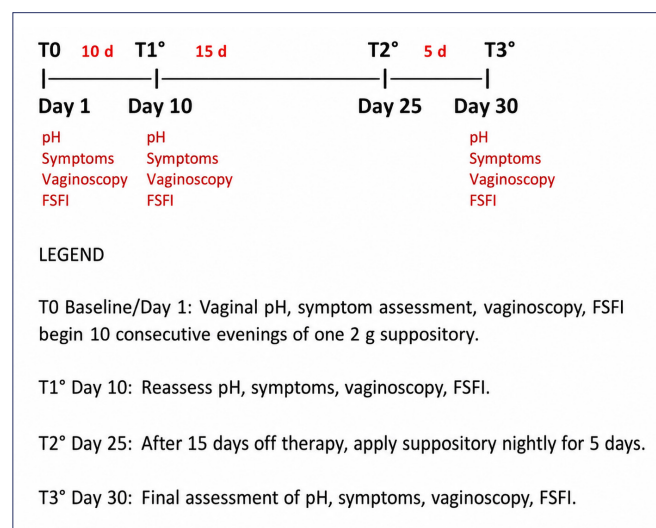 T0 10 d T1° 15 d T2° 5 d T3°
Day 1 Day 10 Day 25 Day 30
pH pH pH
Symptoms Symptoms Symptoms
Vaginoscopy Vaginoscopy Vaginoscopy
FSFI FSFI FSFI
LEGEND
T0 Baseline/Day 1: Vaginal pH, symptom assessment, vaginoscopy, FSFI
begin 10 consecutive evenings of one 2 g suppository.
T1° Day 10: Reassess pH, symptoms, vaginoscopy, FSFI.
T2° Day 25: After 15 days off therapy, apply suppository nightly for 5 days.
T3° Day 30: Final assessment of pH, symptoms, vaginoscopy, FSFI.